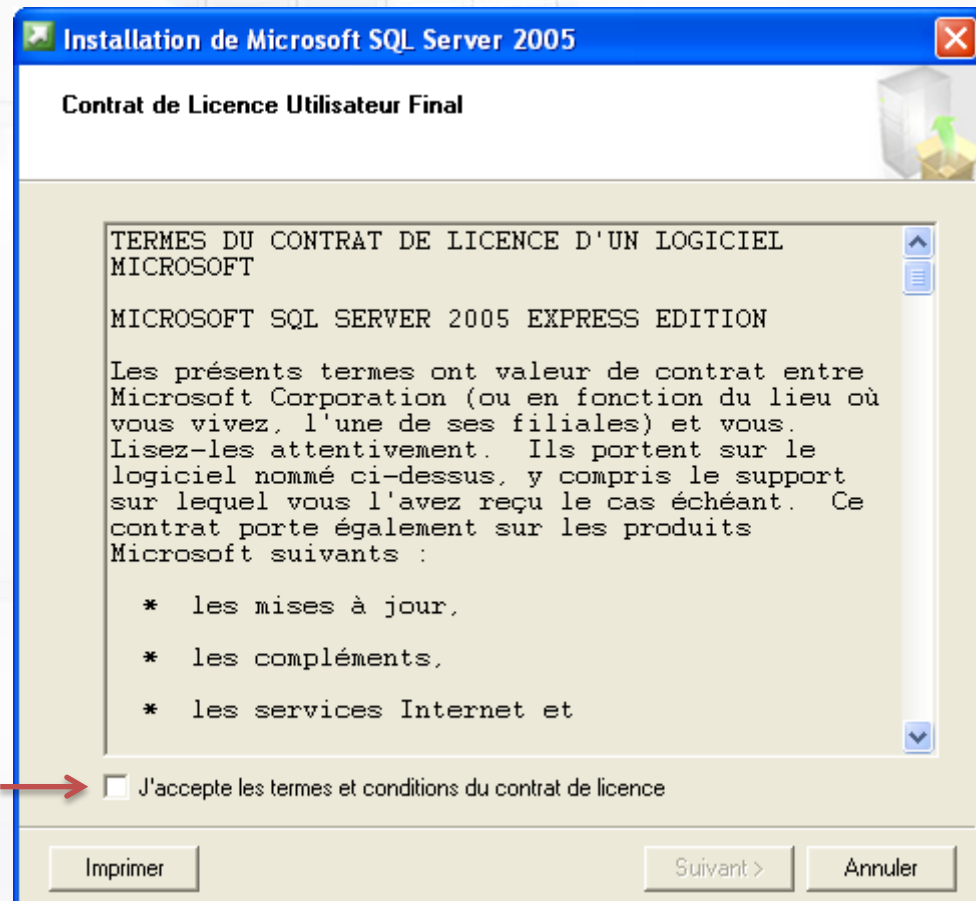 Installation de Microsoft SQL Server 2005
Contrat de Licence Utilisateur Final
TERMES DU CONTRAT DE LICENCE D'UN LOGICIEL
MICROSOFT
MICROSOFT SQL SERVER 2005 EXPRESS EDITION
Les présents termes ont valeur de contrat entre
Microsoft Corporation (ou en fonction du lieu où
vous vivez, l'une de ses filiales) et vous.
Lisez-les attentivement.  Ils portent sur le
logiciel nommé ci-dessus, y compris le support
sur lequel vous l'avez reçu le cas échéant.  Ce
contrat porte également sur les produits
Microsoft suivants :
* les mises à jour,
* les compléments,
* les services Internet et
J'accepte les termes et conditions du contrat de licence
Imprimer
Suivant >
Annuler